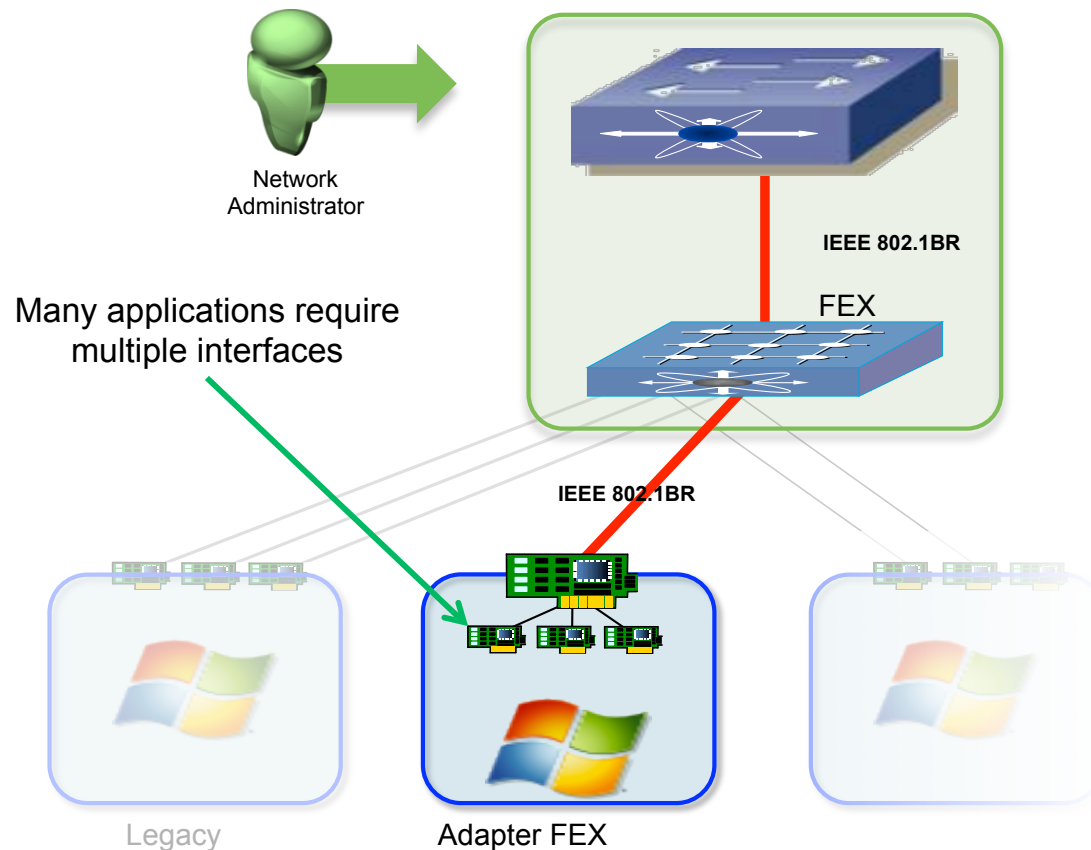 Network
Administrator
IEEE 802.1BR
FEX
Many applications require
multiple interfaces
IEEE 802.1BR
Legacy
Adapter FEX